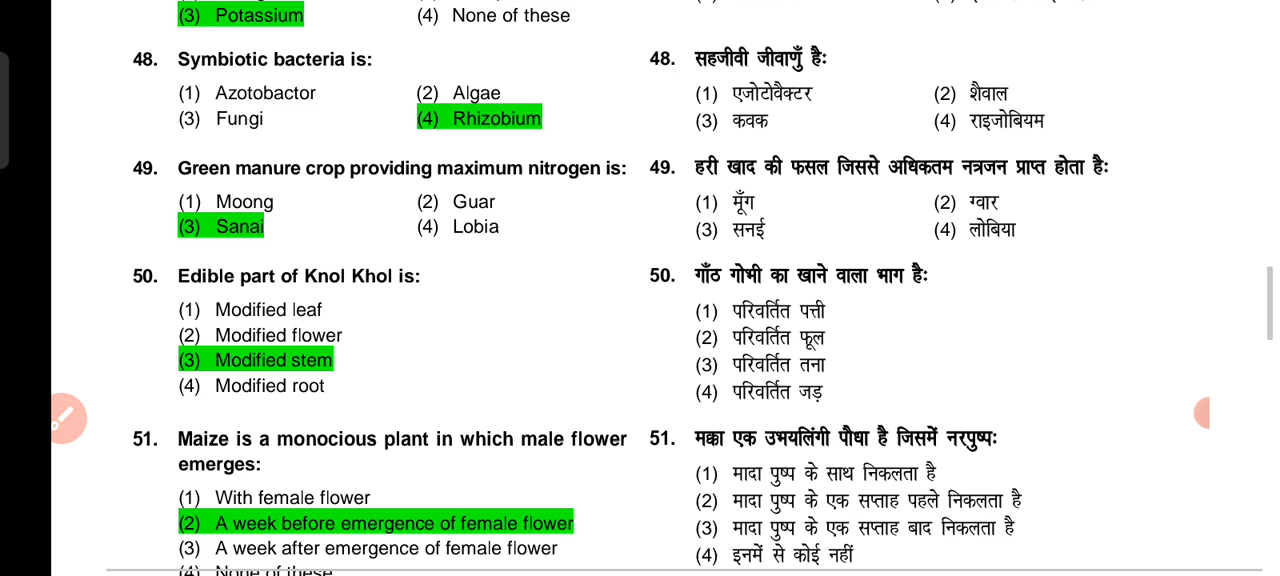 (3) Potassium
(4) None of these
48. Symbiotic bacteria is:
(1) Azotobactor
(2) Algae
(3) Fungi
(4) Rhizobium
49. Green manure crop providing maximum nitrogen is:
(1) Moong
(2) Guar
(3) Sanai
(4) Lobia
50. Edible part of Knol Khol is:
(1) Modified leaf
(2) Modified flower
(3) Modified stem
(4) Modified root
51. Maize is a monocious plant in which male flower
emerges:
(1) With female flower
(2) A week before emergence of female flower
(3) A week after emergence of female flower
(4) None of these
48. सहजीवी जीवाणुँ हैः
(1) एजोटोवैक्टर
(2) शैवाल
(3) कवक
(4) राइजोबियम
49. हरी खाद की फसल जिससे अधिकतम नत्रजन प्राप्त होता हैः
(1) मूँग
(2) ग्वार
(3) सनई
(4) लोबिया
50. गाँठ गोभी का खाने वाला भाग हैः
(1) परिवर्तित पत्ती
(2) परिवर्तित फूल
(3) परिवर्तित तना
(4) परिवर्तित जड़
51. मक्का एक उभयलिंगी पौधा है जिसमें नरपुष्पः
(1) मादा पुष्प के साथ निकलता है
(2) मादा पुष्प के एक सप्ताह पहले निकलता है
(3) मादा पुष्प के एक सप्ताह बाद निकलता है
(4) इनमें से कोई नहीं